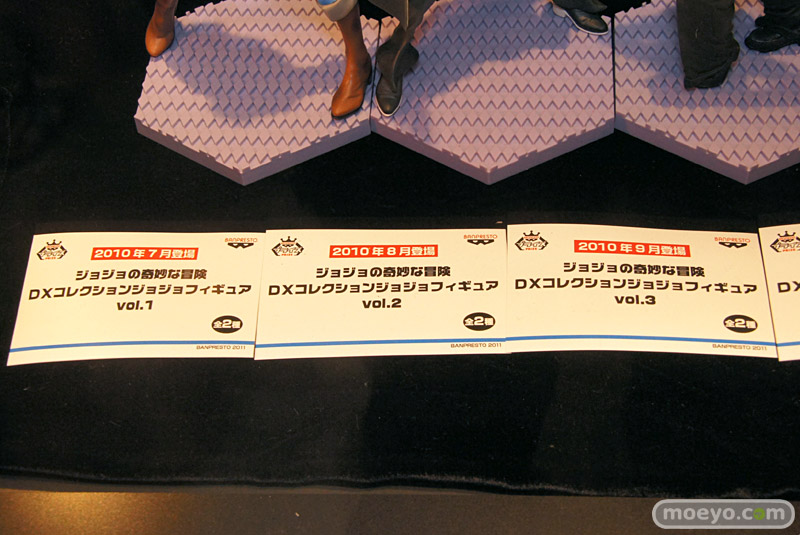 BANPRESTO
2010年7月登場
ジョジョの奇妙な冒険
DXコレクションジョジョフィギュア
vol.1
全2種
BANPRESTO 2011
BANPRESTO
2010年8月登場
ジョジョの奇妙な冒険
DXコレクションジョジョフィギュア
vol.2
全2種
BANPRESTO 2011
BANPRESTO
2010年9月登場
ジョジョの奇妙な冒険
DXコレクションジョジョフィギュア
vol.3
全2種
BANPRESTO 2011
moeyo.com